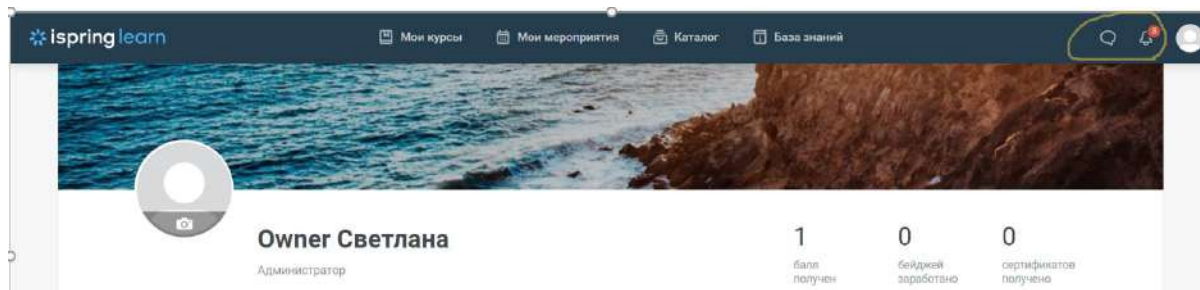 ispring learn Мои курсы Мои мероприятия Каталог База знаний 3
Owner Светлана 1 0 0
Администратор балл бейджей сертификатов
получен заработано получено